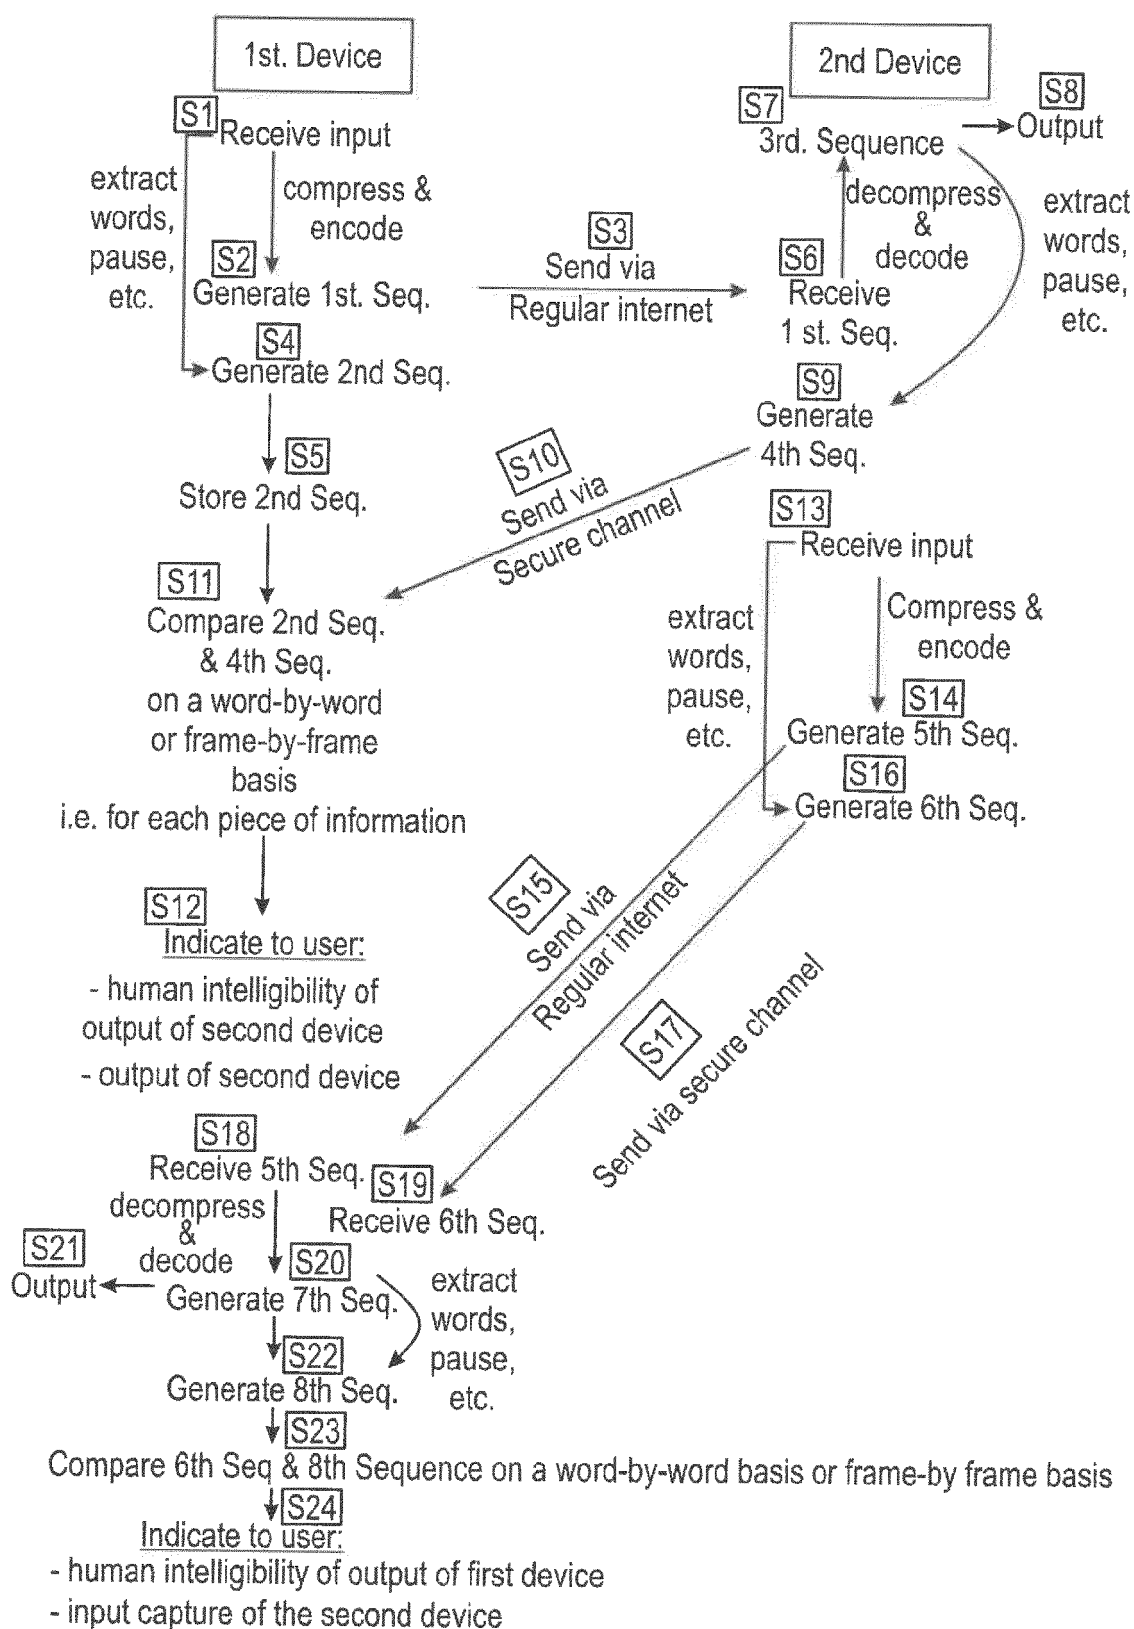 1st. Device
2nd Device
S1
Receive input
extract
words,
pause,
etc.
compress &
encode
S2
Generate 1st. Seq.
S3
Send via
Regular internet
S4
Generate 2nd Seq.
S5
Store 2nd Seq.
S7
3rd. Sequence
S8
Output
decompress
&
decode
extract
words,
pause,
etc.
S6
Receive
1 st. Seq.
S9
Generate
4th Seq.
S10
Send via
Secure channel
S11
Compare 2nd Seq.
& 4th Seq.
on a word-by-word
or frame-by-frame
basis
i.e. for each piece of information
S12
Indicate to user:
- human intelligibility of
output of second device
- output of second device
S13
Receive input
extract
words,
pause,
etc.
Compress &
encode
S14
Generate 5th Seq.
S16
Generate 6th Seq.
S15
Send via
Regular internet
S17
Send via secure channel
S18
Receive 5th Seq.
S19
Receive 6th Seq.
decompress
&
decode
S20
Generate 7th Seq.
S21
Output
extract
words,
pause,
etc.
S22
Generate 8th Seq.
S23
Compare 6th Seq & 8th Sequence on a word-by-word basis or frame-by frame basis
S24
Indicate to user:
- human intelligibility of output of first device
- input capture of the second device